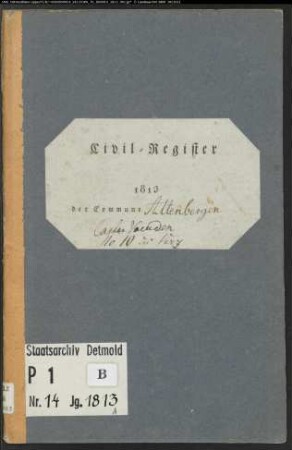 Civil-Register
1813
der Commune Altenbergen
No 10
Staatsarchiv Detmold
P 1 B
Nr. 14 Jg. 1813
A